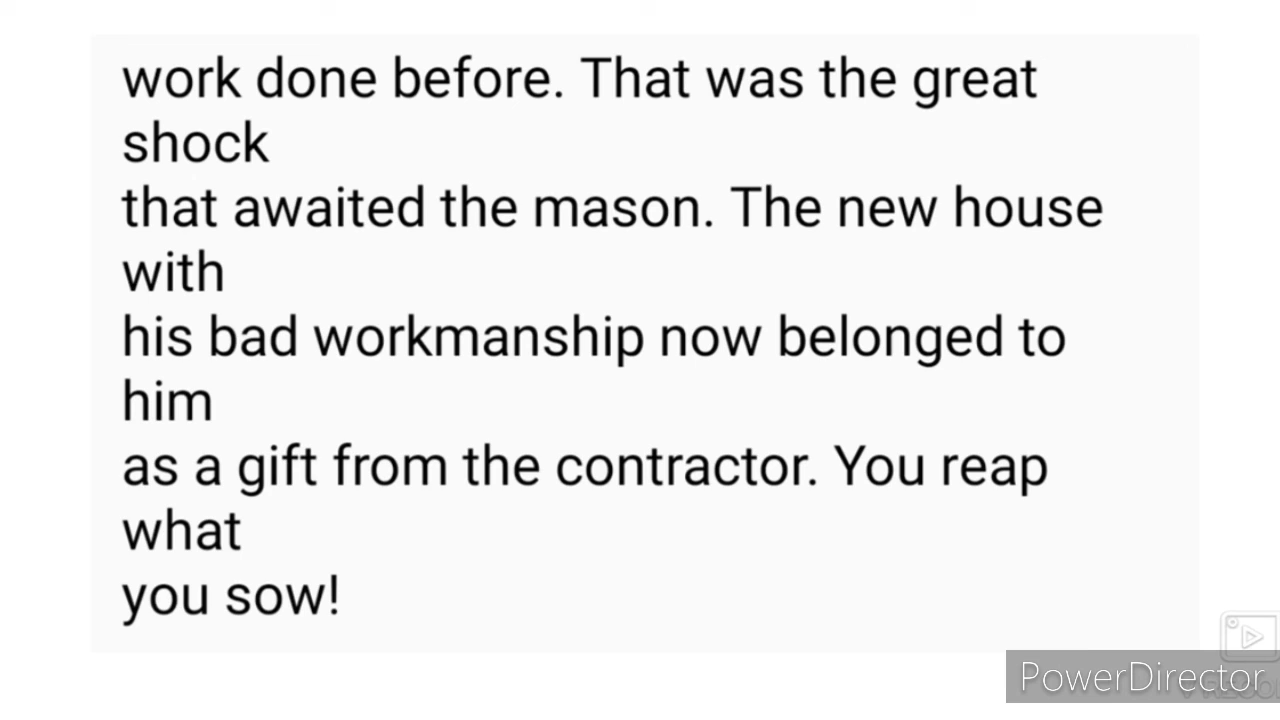 work done before. That was the great
shock
that awaited the mason. The new house
with
his bad workmanship now belonged to
him
as a gift from the contractor. You reap
what
you sow!
PowerDirector